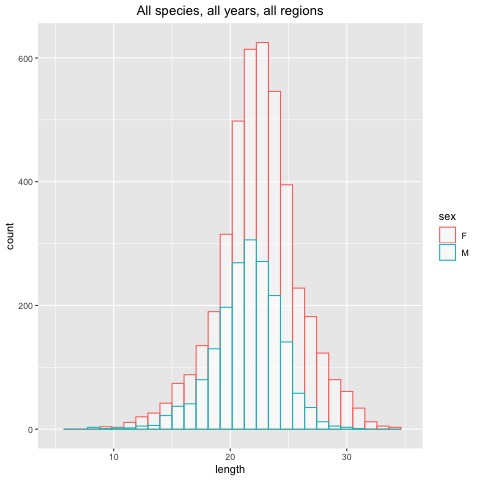 All species, all years, all regions
600
400
200
0
count
10 20 30
length
sex
F
M